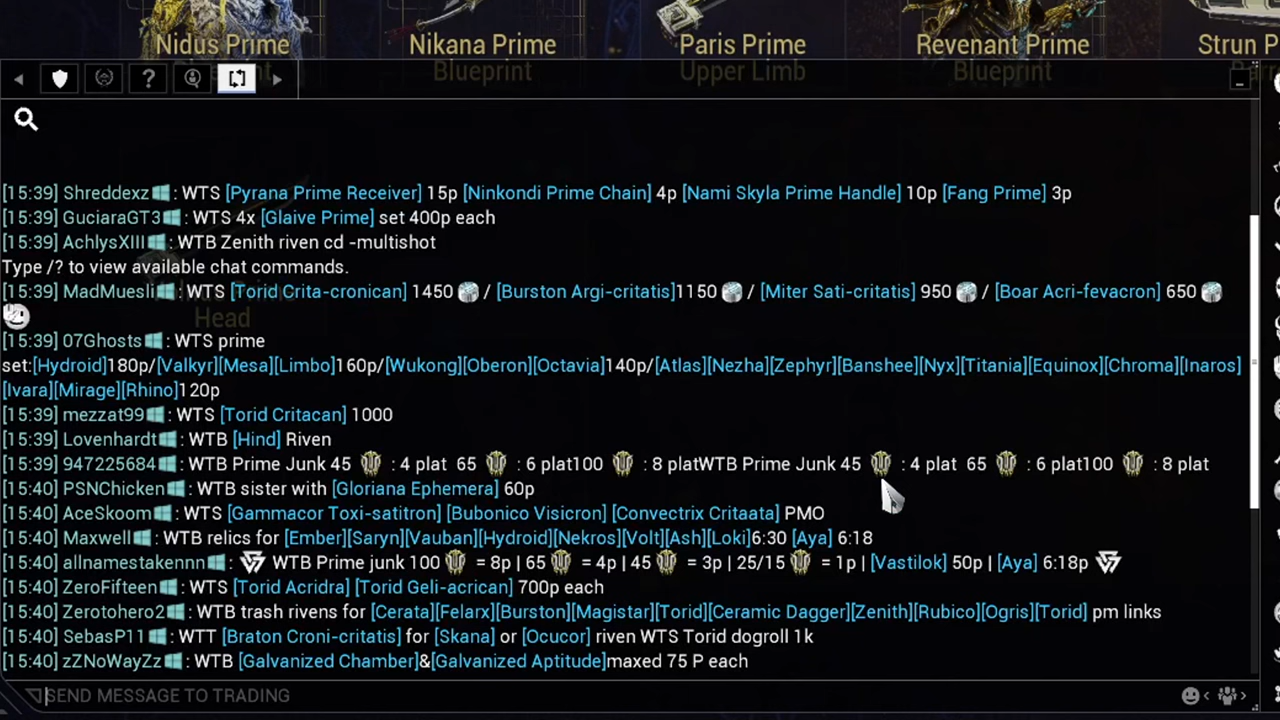 Nidus Prime
Blueprint
Nikana Prime
Blueprint
Paris Prime
Upper Limb
Revenant Prime
Blueprint
Strun P
[15:39] Shreddexz: WTS [Pyrana Prime Receiver] 15p [Ninkondi Prime Chain] 4p [Nami Skyla Prime Handle] 10p [Fang Prime] 3p
[15:39] GuciaraGT3: WTS 4x [Glaive Prime] set 400p each
[15:39] AchlysXIII: WTB Zenith riven cd -multishot
Type /? to view available chat commands.
[15:39] MadMuesli: WTS [Torid Crita-cronican] 1450 / [Burston Argi-critatis]1150 / [Miter Sati-critatis] 950 / [Boar Acri-fevacron] 650
Head
[15:39] 07Ghosts: WTS prime
set:[Hydroid]180p/[Valkyr][Mesa][Limbo]160p/[Wukong][Oberon][Octavia]140p/[Atlas][Nezha][Zephyr][Banshee][Nyx][Titania][Equinox][Chroma][Inaros]
[Ivara][Mirage][Rhino]120p
[15:39] mezzat99: WTS [Torid Critacan] 1000
[15:39] Lovenhardt: WTB [Hind] Riven
[15:39] 947225684: WTB Prime Junk 45 : 4 plat 65 : 6 plat100 : 8 platWTB Prime Junk 45 : 4 plat 65 : 6 plat100 : 8 plat
[15:40] PSNChicken: WTB sister with [Gloriana Ephemera] 60p
[15:40] AceSkoom: WTS [Gammacor Toxi-satitron] [Bubonico Visicron] [Convectrix Critaata] PMO
[15:40] Maxwell: WTB relics for [Ember][Saryn][Vauban][Hydroid][Nekros][Volt][Ash][Loki]6:30 [Aya] 6:18
[15:40] allnamestakennn: WTB Prime junk 100 = 8p | 65 = 4p | 45 = 3p | 25/15 = 1p | [Vastilok] 50p | [Aya] 6:18p
[15:40] ZeroFifteen: WTS [Torid Acridra] [Torid Geli-acrican] 700p each
[15:40] Zerotohero2: WTB trash rivens for [Cerata][Felarx][Burston][Magistar][Torid][Ceramic Dagger][Zenith][Rubico][Ogris][Torid] pm links
[15:40] SebasP11: WTT [Braton Croni-critatis] for [Skana] or [Ocucor] riven WTS Torid dogroll 1k
[15:40] zZNoWayZz: WTB [Galvanized Chamber]&[Galvanized Aptitude]maxed 75 P each
SEND MESSAGE TO TRADING